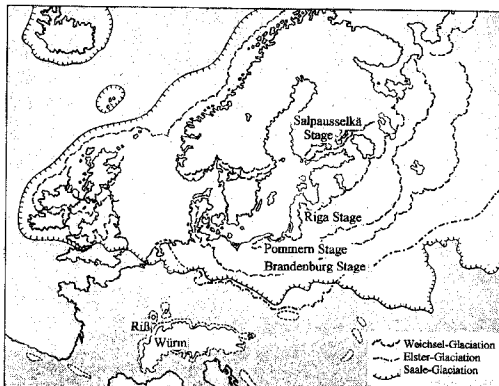 Salpausselkä
Stage
Riga Stage
Pommern Stage
Brandenburg Stage
Riß
Würm
Weichsel-Glaciation
Elster-Glaciation
Saale-Glaciation